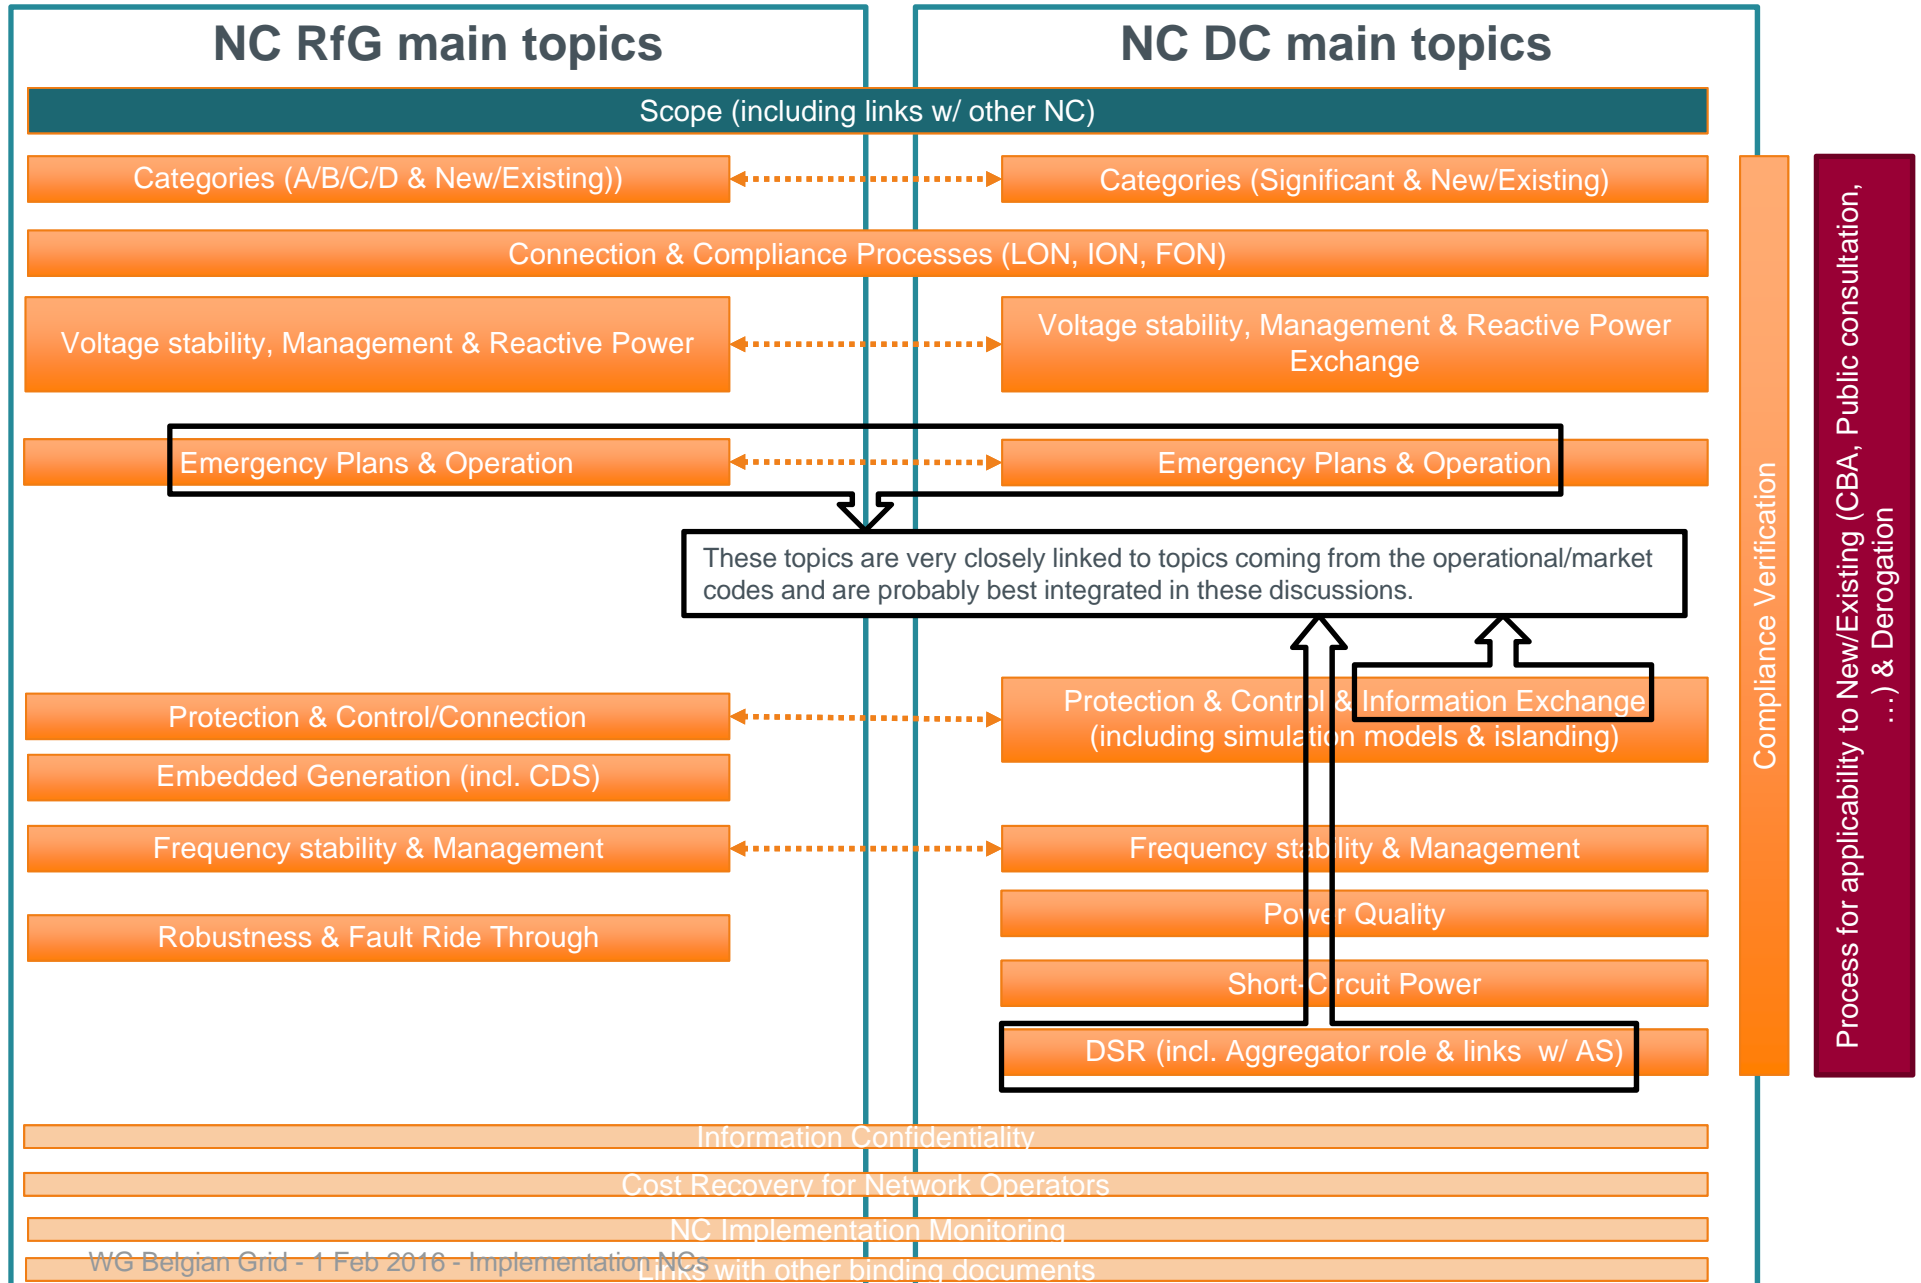 NC RfG main topics
NC DC main topics
Scope (including links w/ other NC)
Categories (A/B/C/D & New/Existing))
Categories (Significant & New/Existing)
Connection & Compliance Processes (LON, ION, FON)
Voltage stability, Management & Reactive Power
Voltage stability, Management & Reactive Power
Exchange
Emergency Plans & Operation
Emergency Plans & Operation
These topics are very closely linked to topics coming from the operational/market
codes and are probably best integrated in these discussions.
Protection & Control/Connection
Protection & Control & Information Exchange
(including simulation models & islanding)
Embedded Generation (incl. CDS)
Frequency stability & Management
Frequency stability & Management
Power Quality
Robustness & Fault Ride Through
Short-Circuit Power
DSR (incl. Aggregator role & links w/ AS)
Information Confidentiality
Cost Recovery for Network Operators
NC Implementation Monitoring
WG Belgian Grid - 1 Feb 2016 - Implementation NCs
Links with other binding documents
Compliance Verification
Process for applicability to New/Existing (CBA, Public consultation,
…) & Derogation